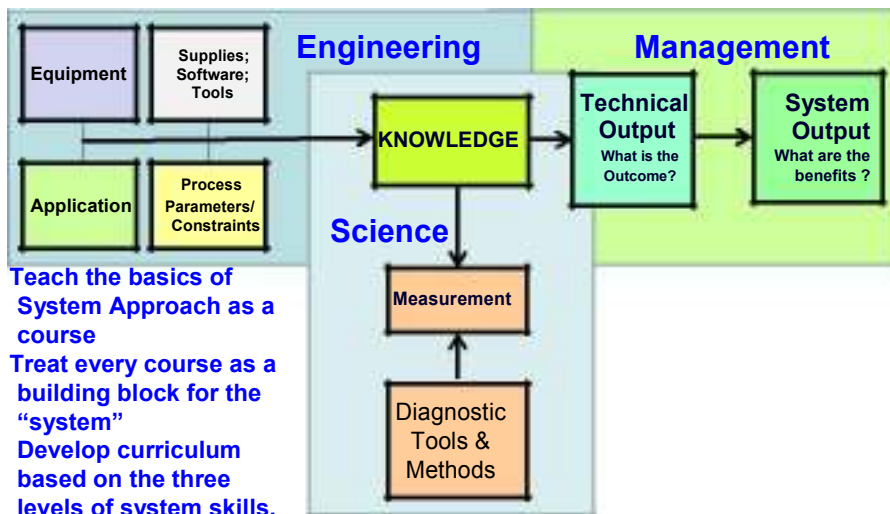 Engineering
Management
Equipment
Supplies;
Software;
Tools
KNOWLEDGE
Technical
Output
What is the
Outcome?
System
Output
What are the
benefits ?
Application
Process
Parameters/
Constraints
Science
Measurement
Diagnostic
Tools &
Methods
Teach the basics of
System Approach as a
course
Treat every course as a
building block for the
“system”
Develop curriculum
based on the three
levels of system skills.